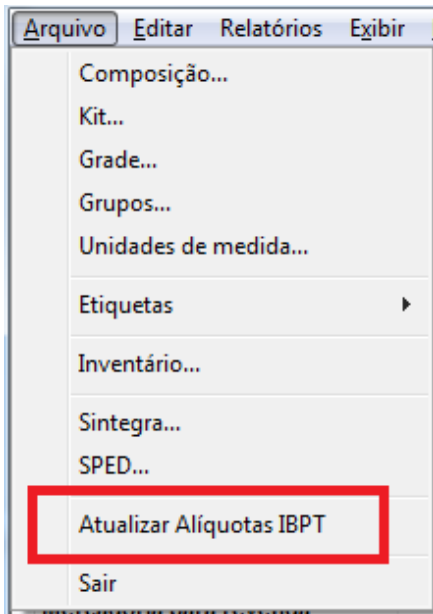 Arquivo Editar Relatórios Exibir
Composição...
Kit...
Grade...
Grupos...
Unidades de medida...
Etiquetas
Inventário...
Sintegra...
SPED...
Atualizar Alíquotas IBPT
Sair